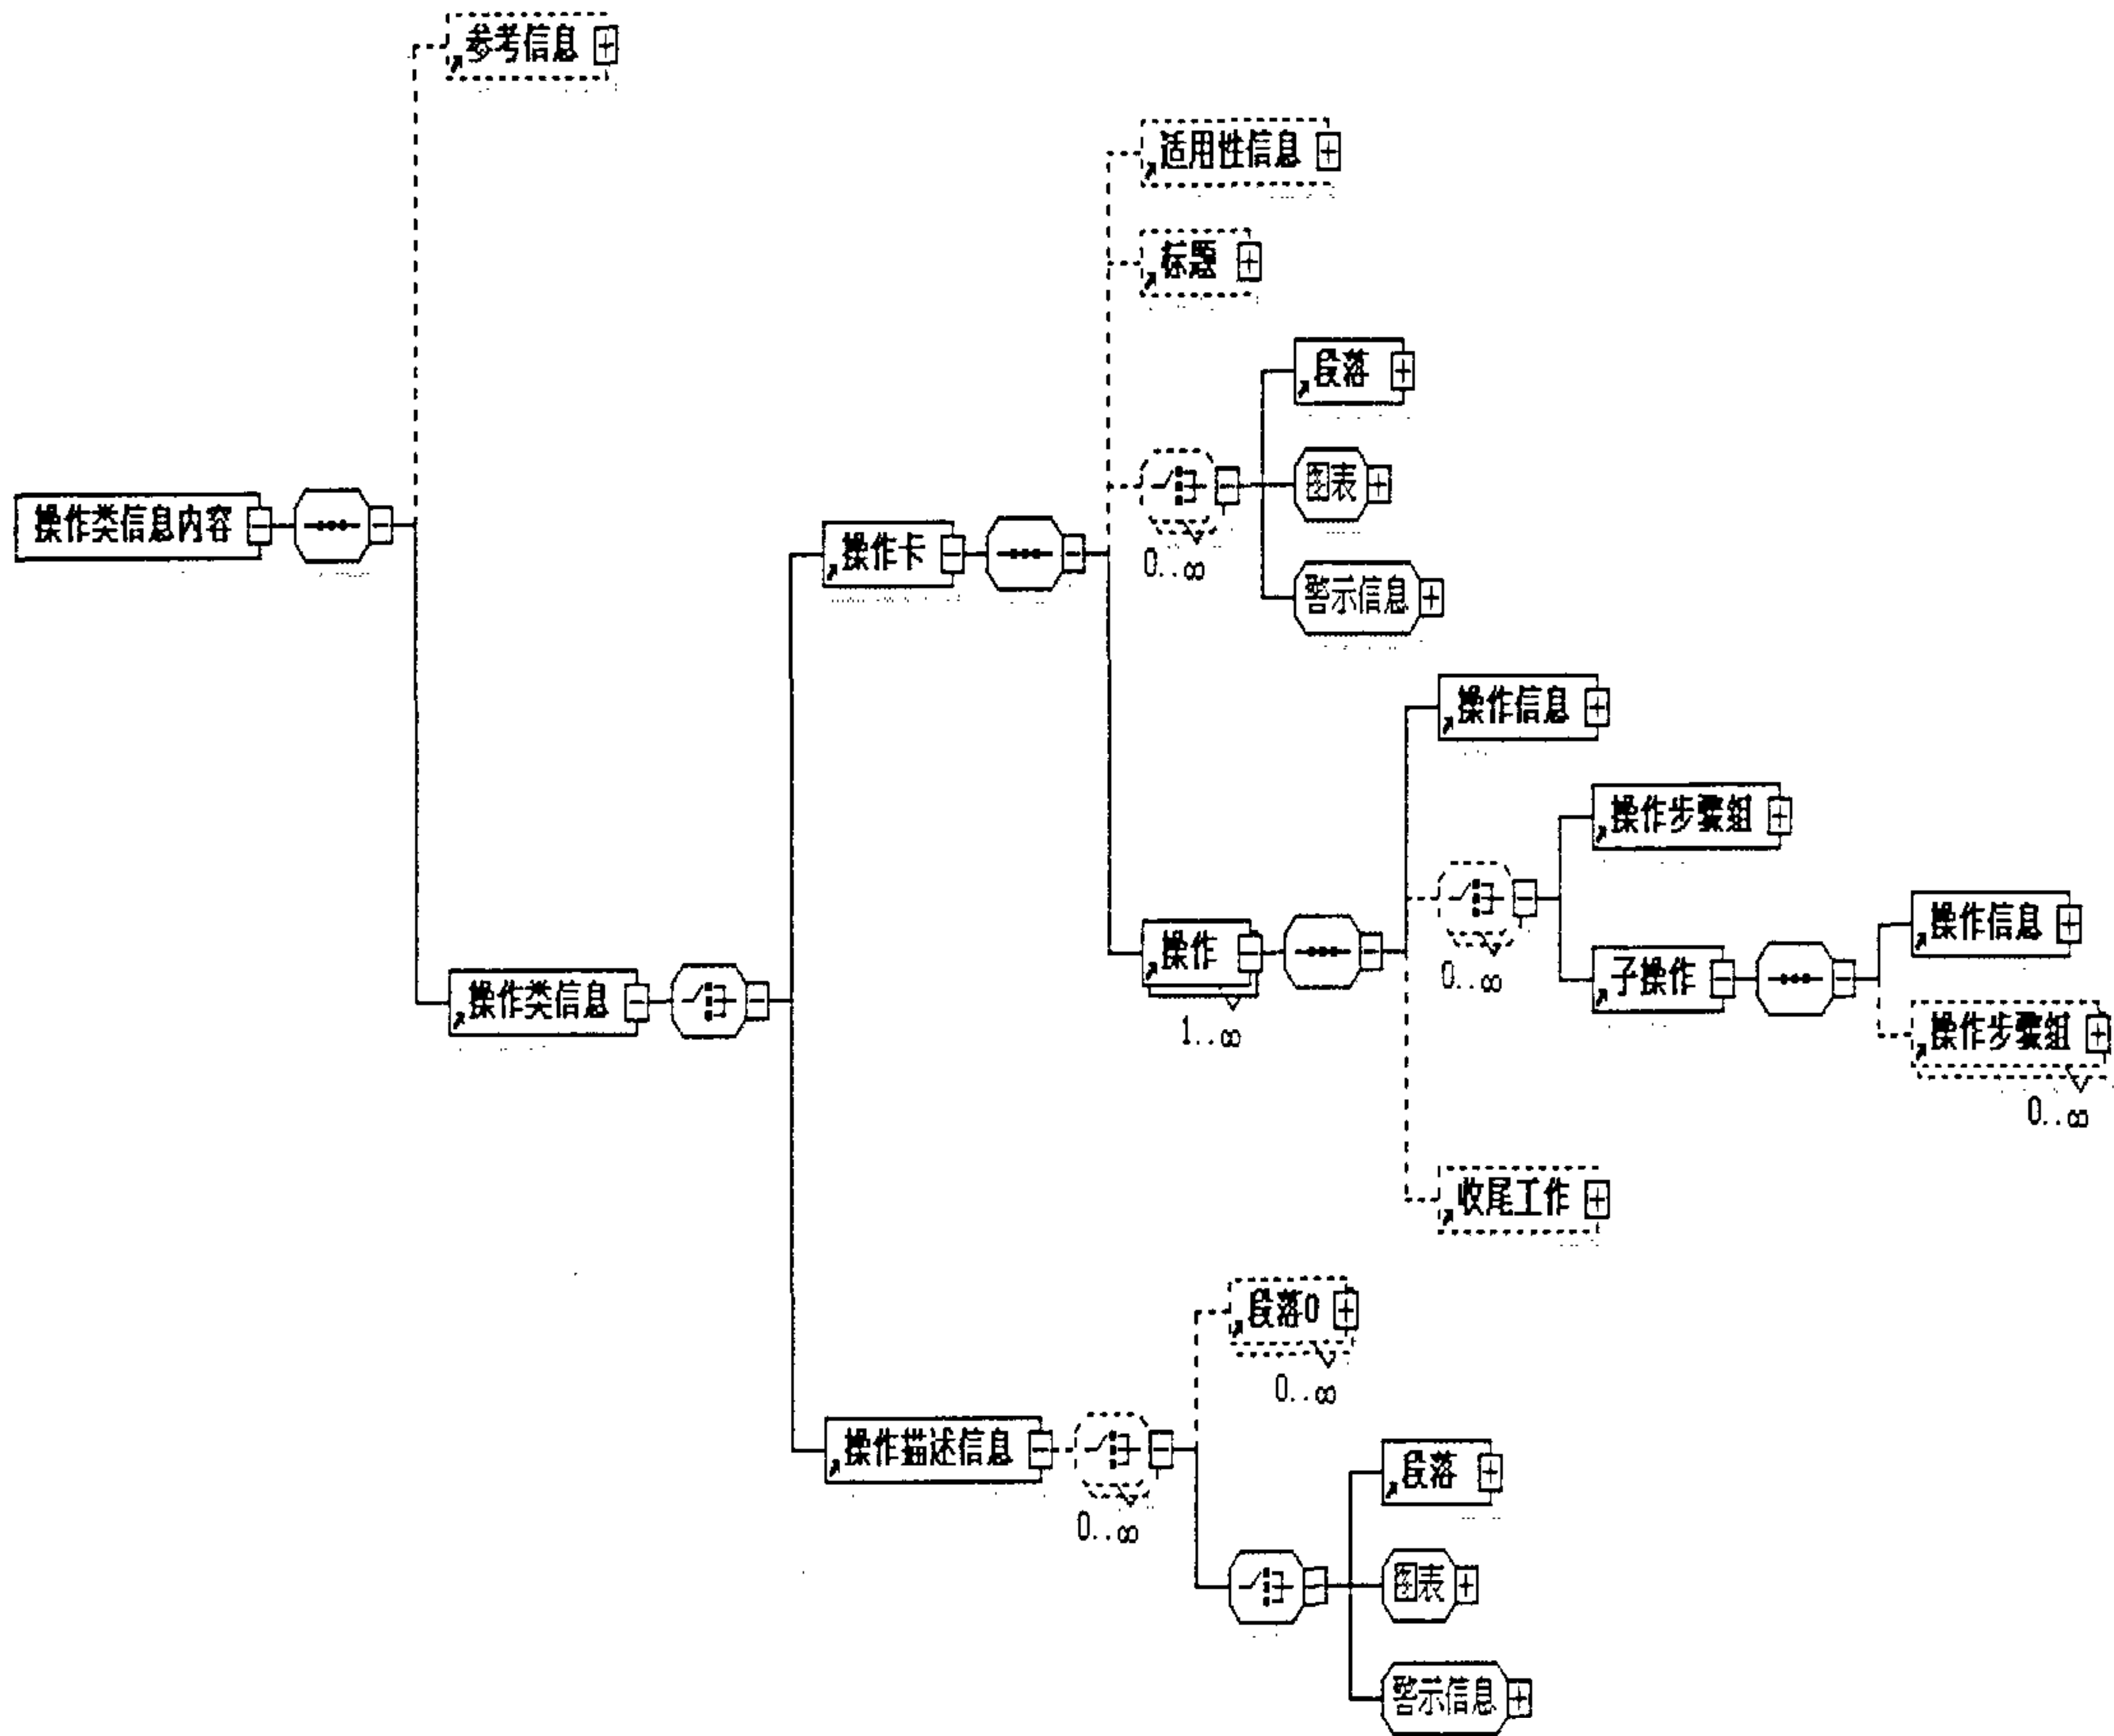 参考信息
适用性信息
标题
段落
图表
0..∞
警示信息
操作类信息内容
操作卡
操作信息
操作步骤组
0..∞
操作信息
操作
1..∞
子操作
操作步骤组
0..∞
操作类信息
收尾工作
段落0
0..∞
操作描述信息
0..∞
段落
图表
警示信息